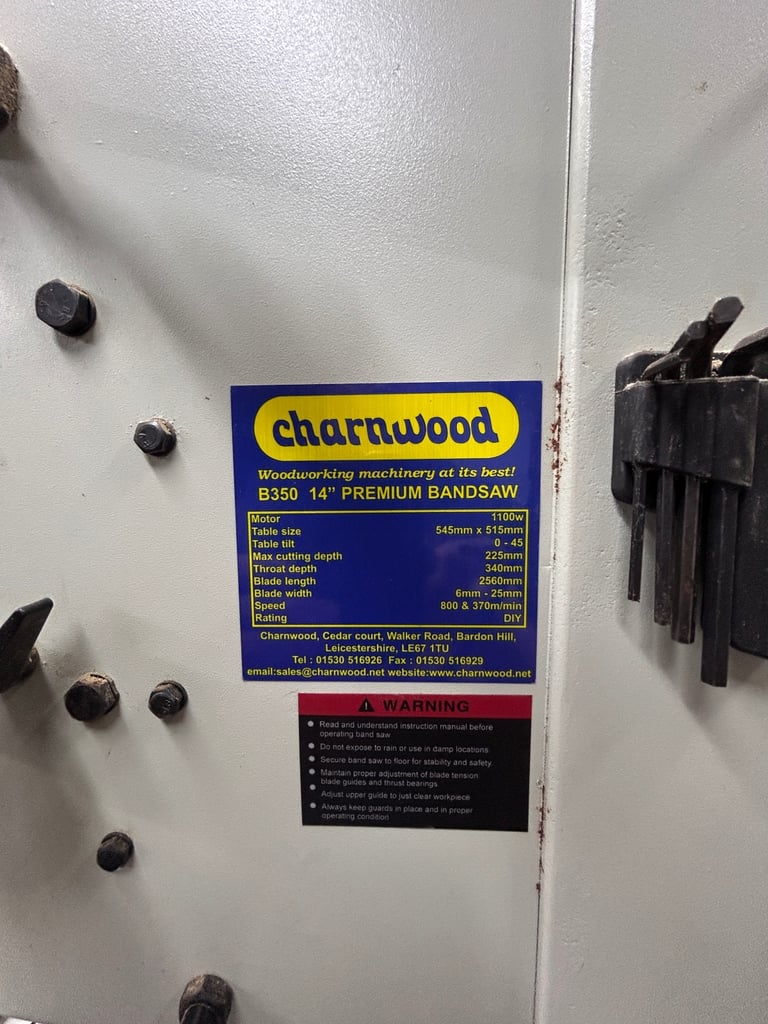 charnwood
Woodworking machinery at its best!
B350 14” PREMIUM BANDSAW
Motor 1100w
Table size 545mm x 515mm
Table tilt 0 - 45
Max cutting depth 225mm
Throat depth 340mm
Blade length 2560mm
Blade width 6mm - 25mm
Speed 800 & 370m/min
Rating DIY
Charnwood, Cedar court, Walker Road, Bardon Hill,
Leicestershire, LE67 1TU
Tel : 01530 516926 Fax : 01530 516929
email:sales@charnwood.net website:www.charnwood.net
WARNING
Read and understand instruction manual before
operating band saw
Do not expose to rain or use in damp locations
Secure band saw to floor for stability and safety.
Maintain proper adjustment of blade tension
blade guides and thrust bearings
Adjust upper guide to just clear workpiece
Always keep guards in place and in proper
operating condition